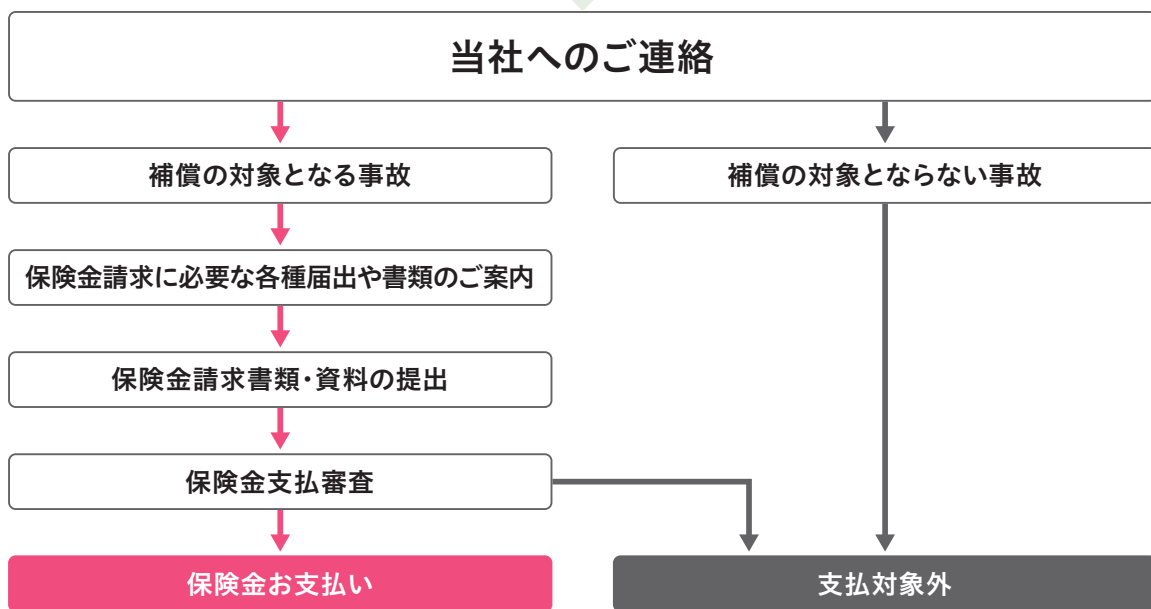 当社へのご連絡
補償の対象となる事故
補償の対象とならない事故
保険金請求に必要な各種届出や書類のご案内
保険金請求書類・資料の提出
保険金支払審査
保険金お支払い
支払対象外